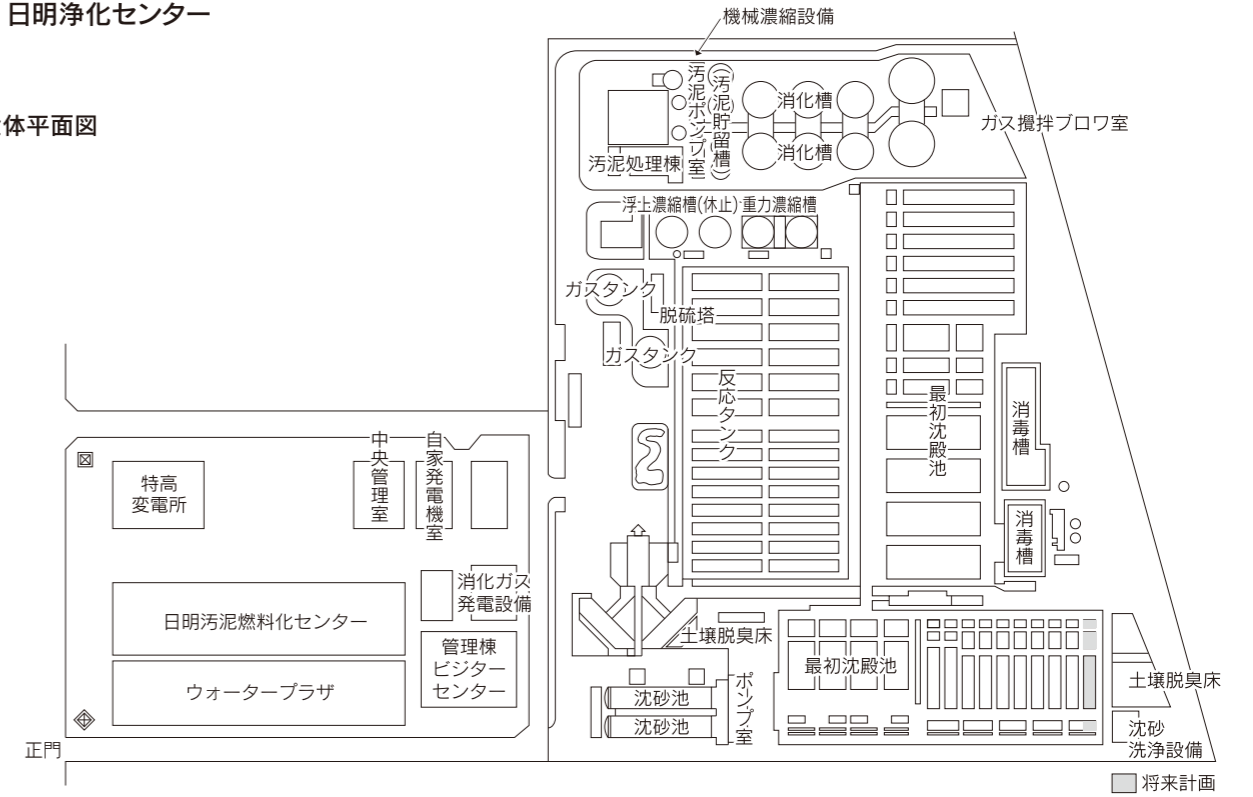 日明浄化センター
体平面図
機械濃縮設備
汚泥ポンプ室
(汚泥貯留槽)
消化槽
消化槽
ガス攪拌ブロワ室
汚泥処理棟
浮上濃縮槽(休止)
重力濃縮槽
ガスタンク
脱硫塔
ガスタンク
反応タンク
最初沈殿池
消毒槽
消毒槽
特高
変電所
中央管理室
自家発電機室
消化ガス
発電設備
日明汚泥燃料化センター
管理棟
ビジター
センター
ウォータープラザ
土壌脱臭床
最初沈殿池
沈砂池
沈砂池
ポンプ室
土壌脱臭床
沈砂
洗浄設備
正門
将来計画